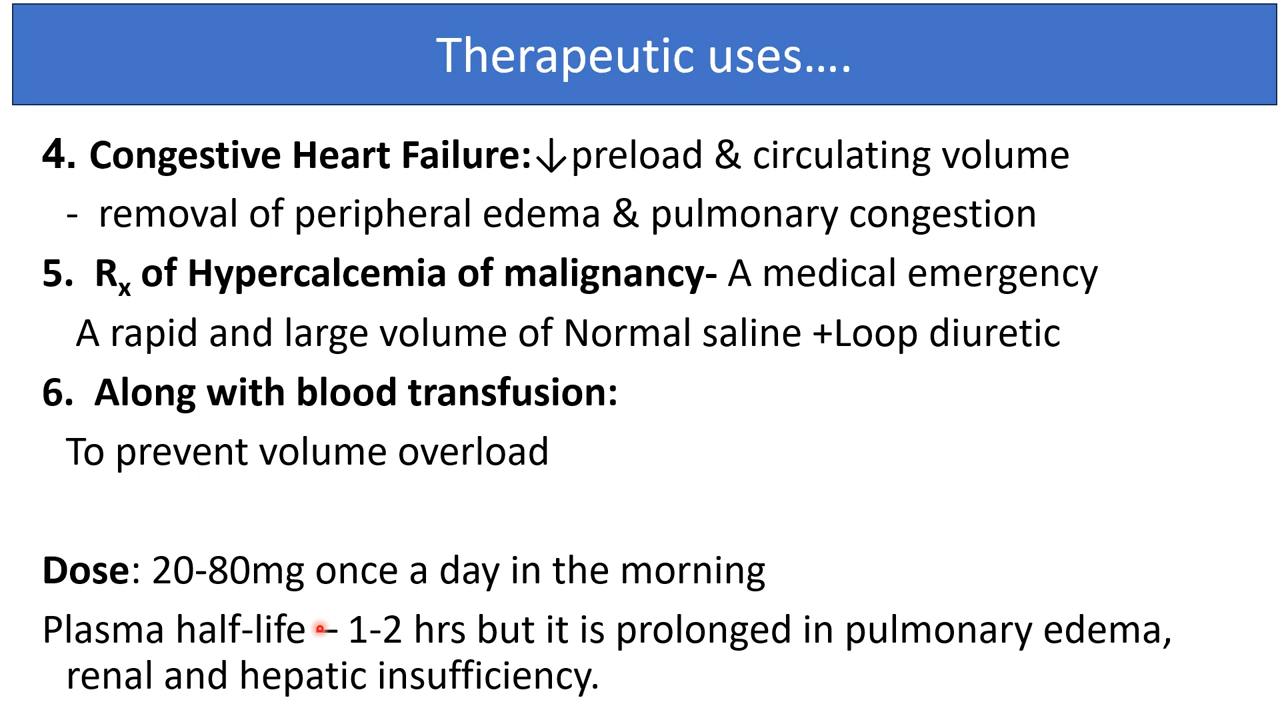 Therapeutic uses....
4. Congestive Heart Failure:↓preload & circulating volume
- removal of peripheral edema & pulmonary congestion
5. Rx of Hypercalcemia of malignancy- A medical emergency
A rapid and large volume of Normal saline +Loop diuretic
6. Along with blood transfusion:
To prevent volume overload
Dose: 20-80mg once a day in the morning
Plasma half-life – 1-2 hrs but it is prolonged in pulmonary edema,
renal and hepatic insufficiency.